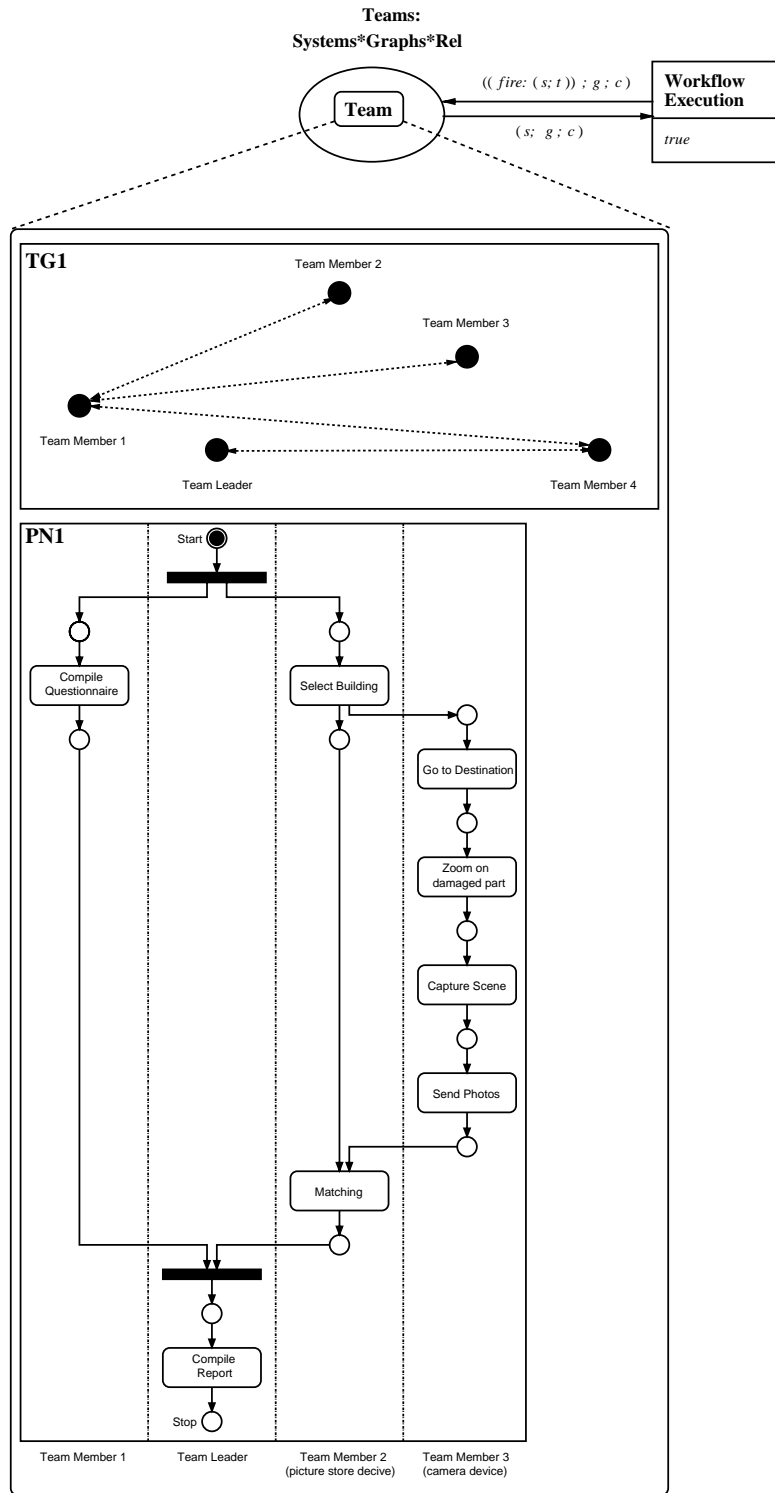 Teams:
Systems*Graphs*Rel
Team
(( fire: ( s; t )) ; g ; c )
( s; g ; c )
Workflow
Execution
true
TG1
Team Member 2
Team Member 3
Team Member 1
Team Leader
Team Member 4
PN1
Start
Compile
Questionnaire
Select Building
Go to Destination
Zoom on
damaged part
Capture Scene
Send Photos
Matching
Compile
Report
Stop
Team Member 1
Team Leader
Team Member 2
(picture store decive)
Team Member 3
(camera device)